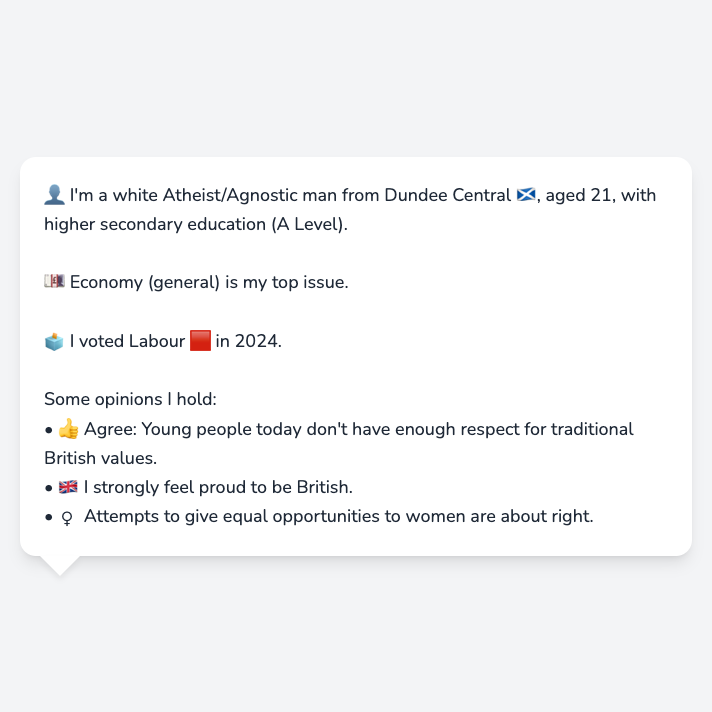 👤 I'm a white Atheist/Agnostic man from Dundee Central 🏴󠁧󠁢󠁳󠁣󠁴󠁿, aged 21, with
higher secondary education (A Level).
💷 Economy (general) is my top issue.
🗳️ I voted Labour 🟥 in 2024.
Some opinions I hold:
• 👍 Agree: Young people today don't have enough respect for traditional
British values.
• 🇬🇧 I strongly feel proud to be British.
• ♀ Attempts to give equal opportunities to women are about right.